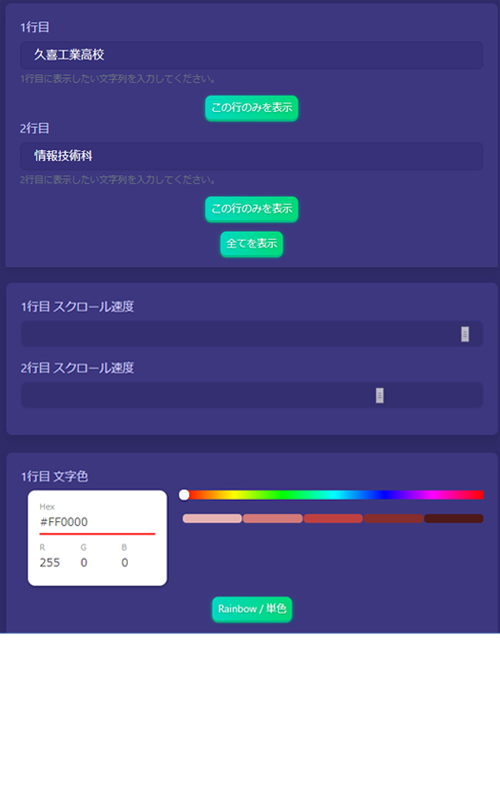 1行目
久喜工業高校
1行目に表示したい文字列を入力してください。
この行のみを表示
2行目
情報技術科
2行目に表示したい文字列を入力してください。
この行のみを表示
全てを表示
1行目 スクロール速度
2行目 スクロール速度
1行目 文字色
Hex
#FF0000
R G B
255 0 0
Rainbow / 単色